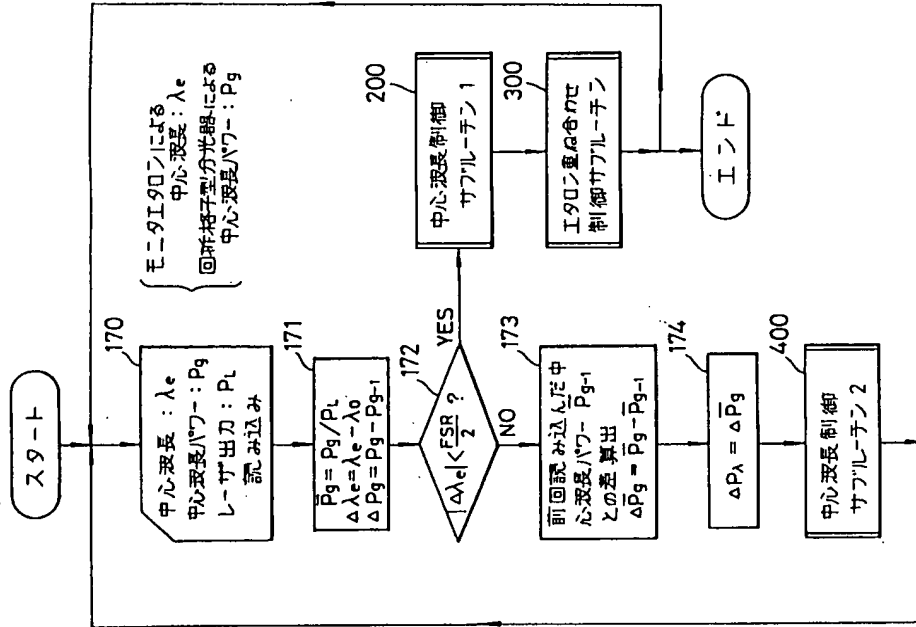 スタート
170
中心波長：λe
中心波長パワー：Pg
レーザ出力：PL
読み込み
モニタエタロンによる
中心波長：λe
回折格子型分光器による
中心波長パワー：Pg
171
P̅g = Pg/PL
Δλe = λe − λ0
ΔPg = Pg − Pg-1
172
|Δλe| < FSR/2 ?
YES
NO
200
中心波長制御
サブルーチン1
300
エタロン重ね合わせ
制御サブルーチン
エンド
173
前回読み込んだ中
心波長パワー P̅g-1
との差算出
ΔP̅g = P̅g − P̅g-1
174
ΔPλ = ΔP̅g
400
中心波長制御
サブルーチン2